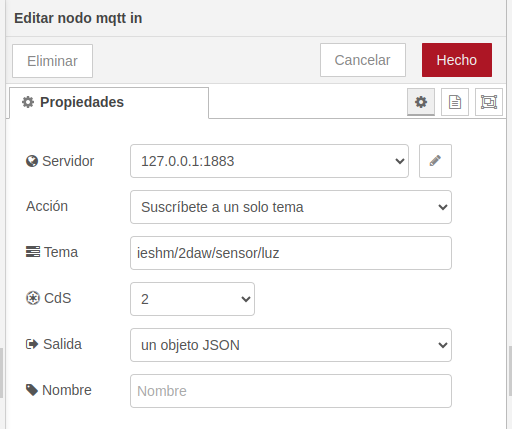 Editar nodo mqtt in
Eliminar
Cancelar
Hecho
Propiedades
Servidor
127.0.0.1:1883
Acción
Suscríbete a un solo tema
Tema
ieshm/2daw/sensor/luz
CdS
2
Salida
un objeto JSON
Nombre
Nombre